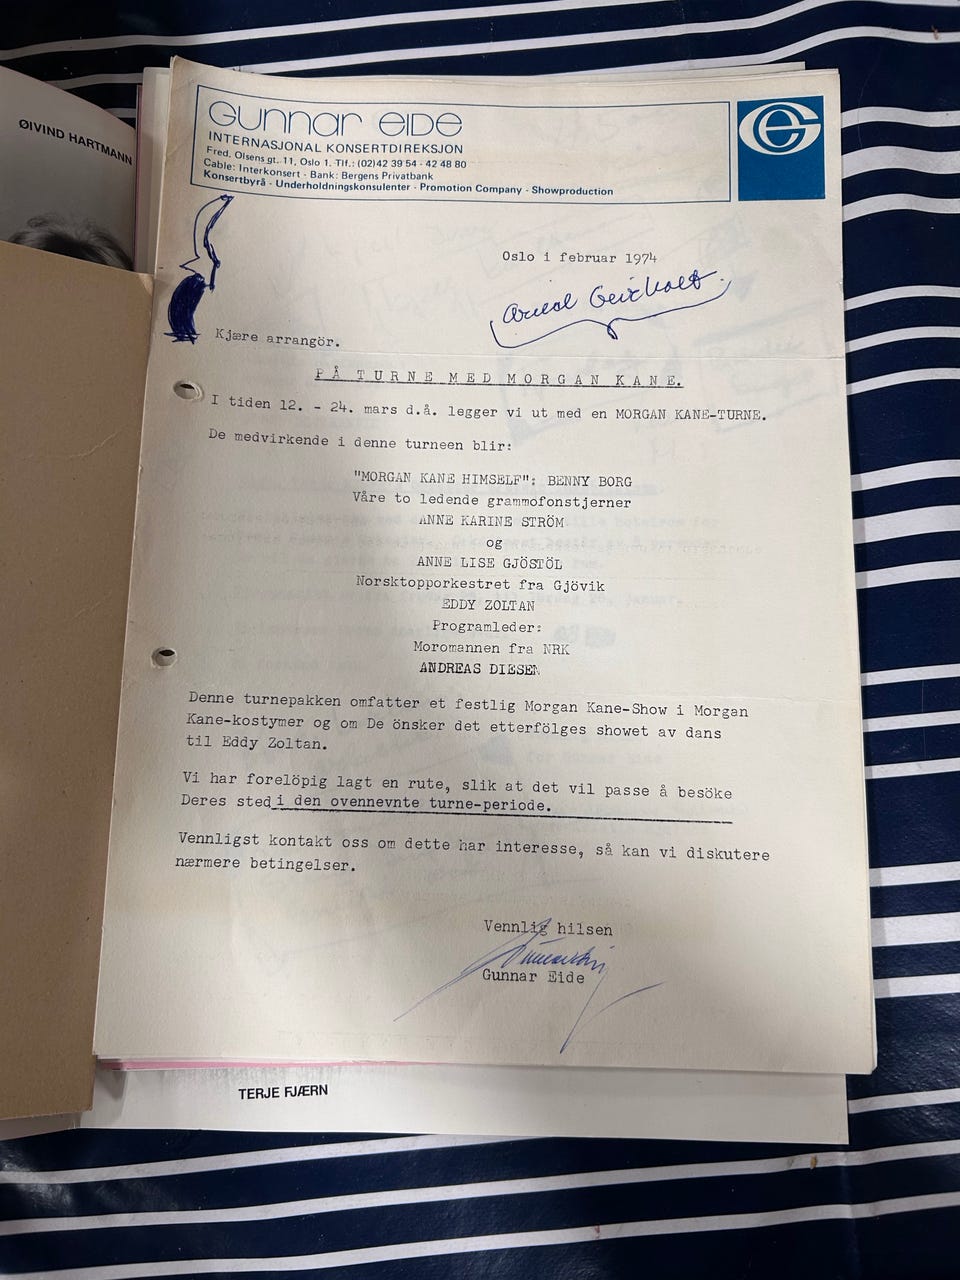 ØIVIND HARTMANN
Gunnar EIDE
INTERNASJONAL KONSERTDIREKSJON
Fred. Olsens gt. 11, Oslo 1. Tlf.: (02) 42 39 54 - 42 48 80
Cable: Interkonsert - Bank: Bergens Privatbank
Konsertbyrå - Underholdningskonsulenter - Promotion Company - Showproduction
Oslo i februar 1974
Kjære arrangör.
PÅ TURNE MED MORGAN KANE.
I tiden 12. - 24. mars d.å. legger vi ut med en MORGAN KANE-TURNE.
De medvirkende i denne turneen blir:
"MORGAN KANE HIMSELF": BENNY BORG
Våre to ledende grammofonstjerner
ANNE KARINE STRÖM
og
ANNE LISE GJÖSTÖL
Norsktopporkestret fra Gjövik
EDDY ZOLTAN
Programleder:
Moromannen fra NRK
ANDREAS DIESEN
Denne turnepakken omfatter et festlig Morgan Kane-Show i Morgan
Kane-kostymer og om De önsker det etterfölges showet av dans
til Eddy Zoltan.
Vi har forelöpig lagt en rute, slik at det vil passe å besöke
Deres sted i den ovennevnte turne-periode.
Vennligst kontakt oss om dette har interesse, så kan vi diskutere
nærmere betingelser.
Vennlig hilsen
Gunnar Eide
TERJE FJÆRN